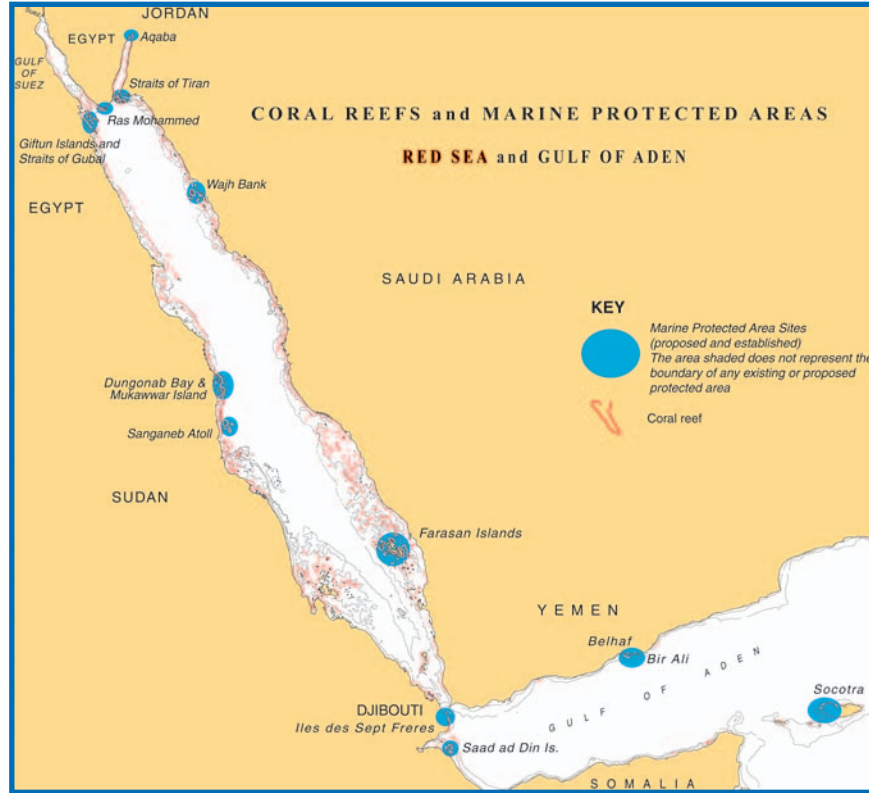 JORDAN
EGYPT
Aqaba
GULF
OF
SUEZ
Straits of Tiran
CORAL REEFS and MARINE PROTECTED AREAS
Ras Mohammed
Giftun Islands and
Straits of Gubal
RED SEA and GULF OF ADEN
Wajh Bank
EGYPT
SAUDI ARABIA
KEY
Marine Protected Area Sites
(proposed and established)
The area shaded does not represent the
boundary of any existing or proposed
protected area
Coral reef
Dungonab Bay &
Mukawwar Island
Sanganeb Atoll
SUDAN
Farasan Islands
YEMEN
Belhaf
Bir Ali
GULF OF ADEN
Socotra
DJIBOUTI
Iles des Sept Freres
Saad ad Din Is.
SOMALIA